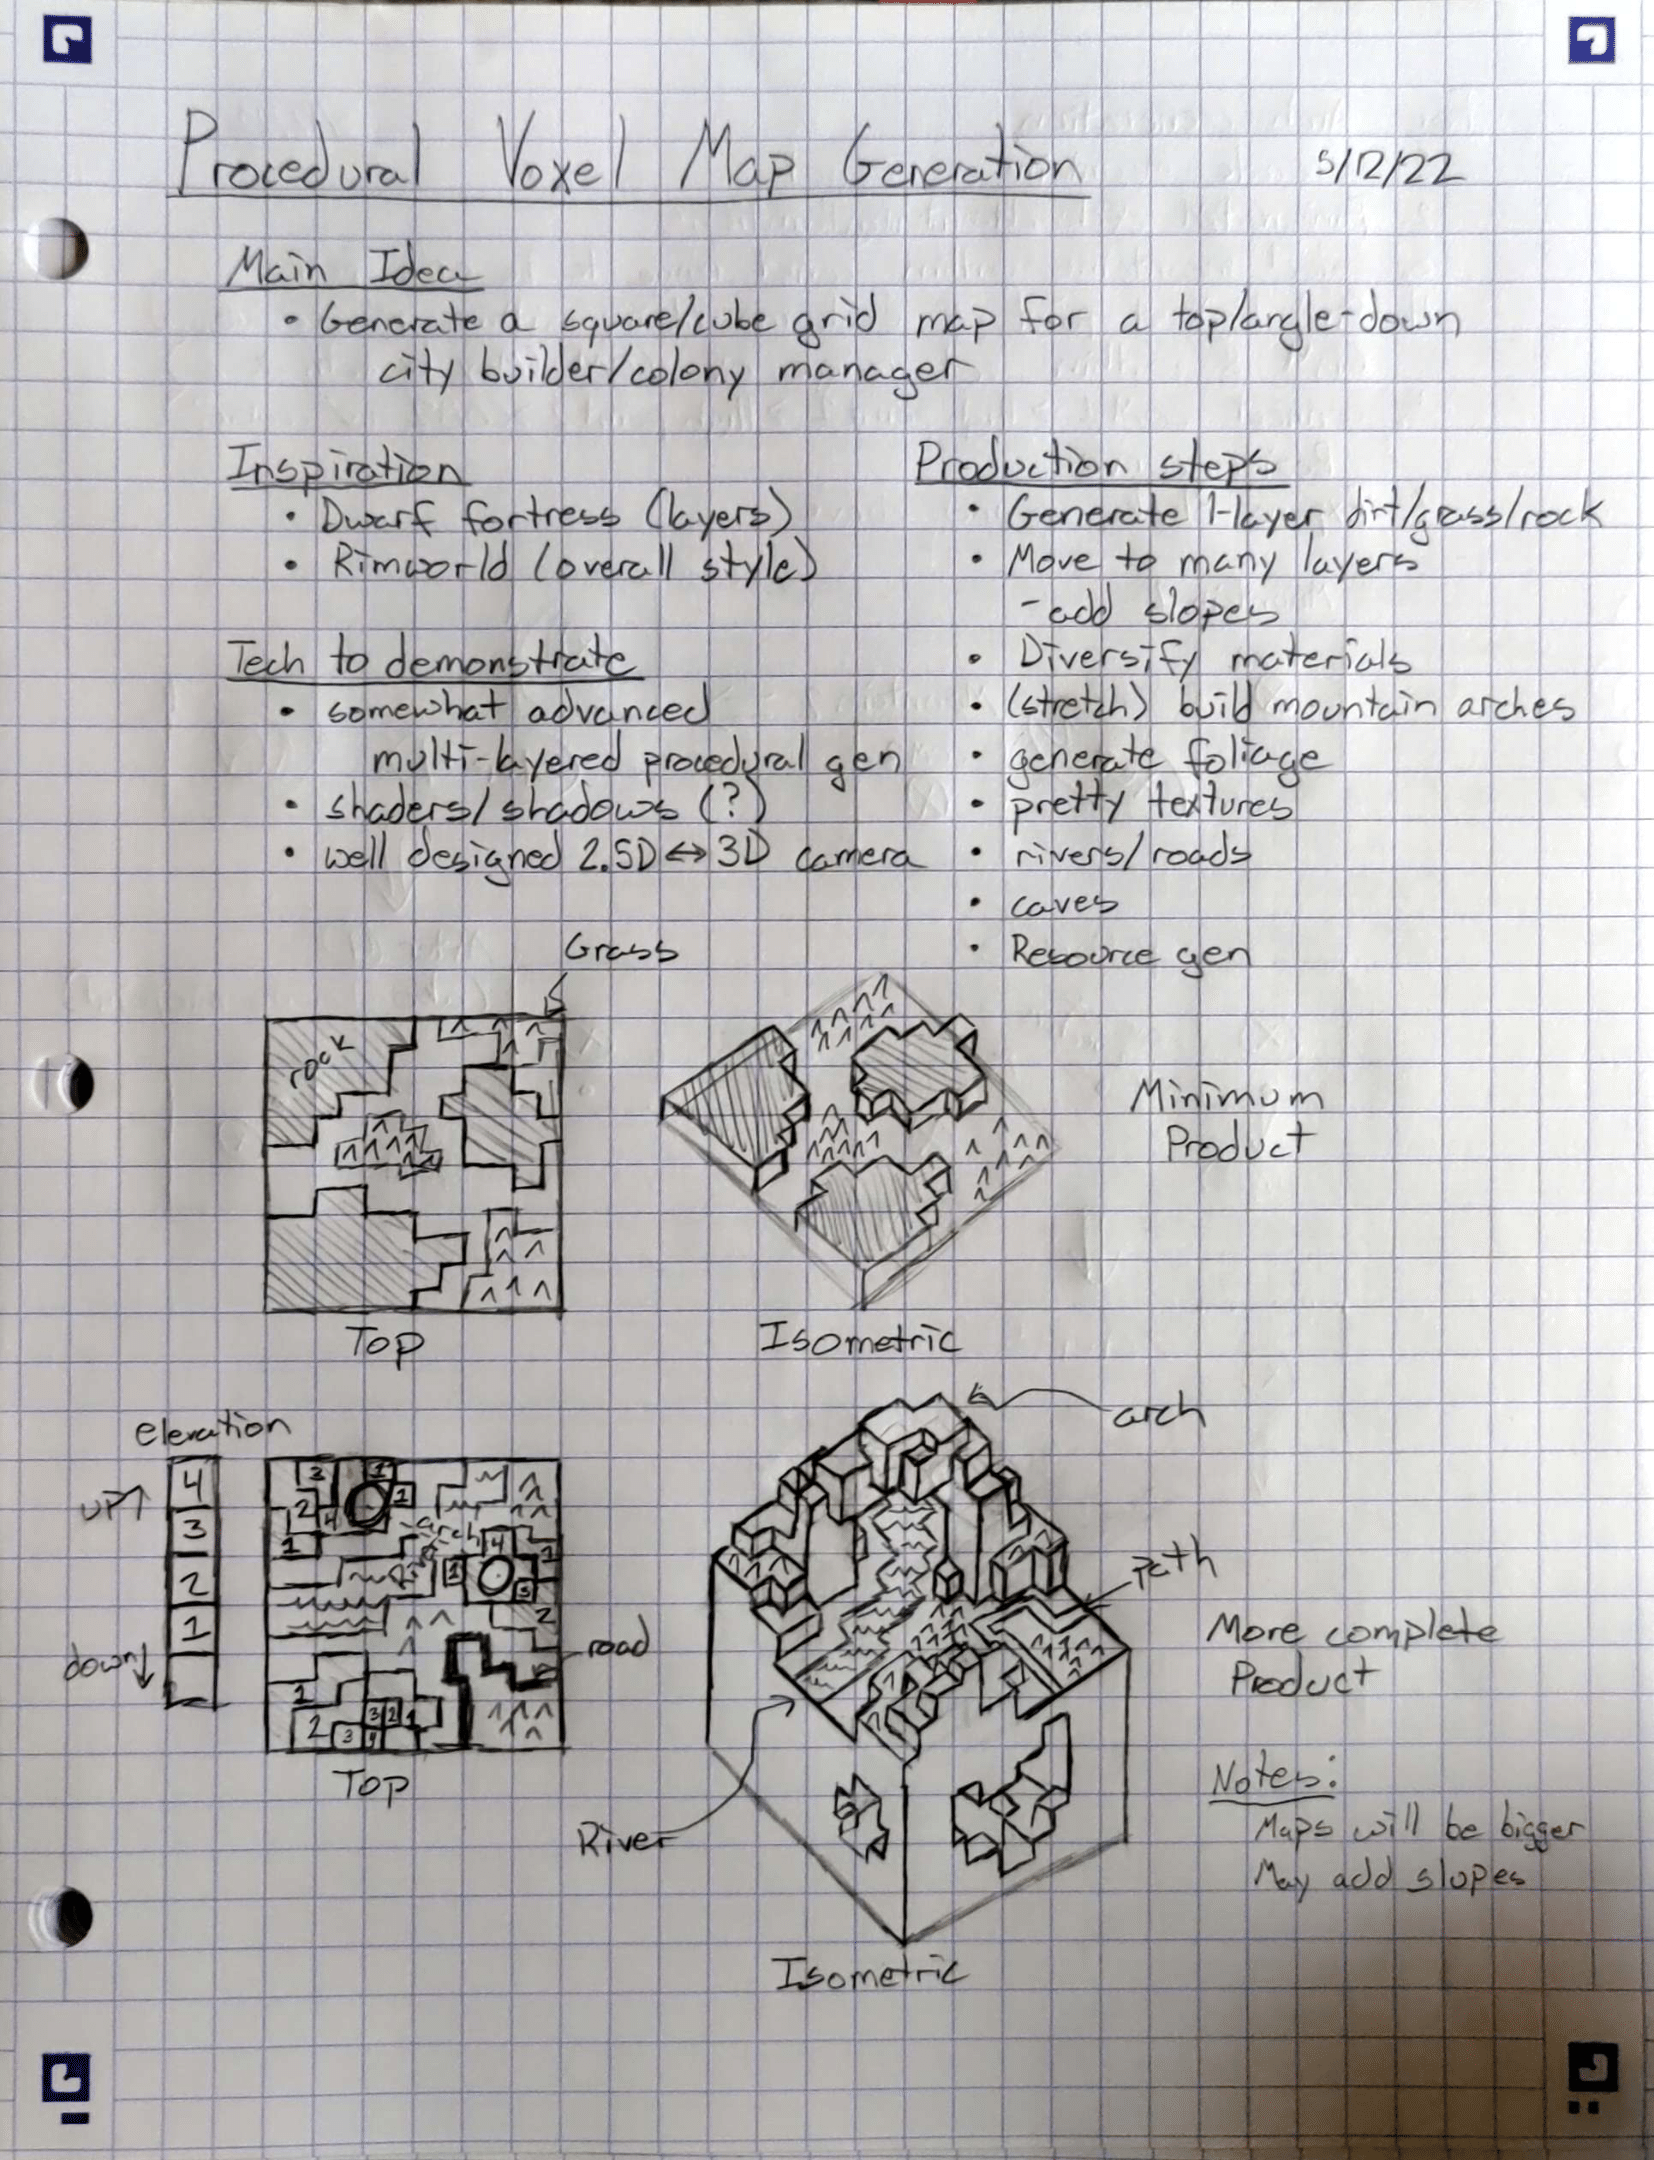 Procedural Voxel Map Generation
5/12/22
Main Idea
• Generate a square/cube grid map for a top/angle-down
city builder/colony manager
Inspiration
• Dwarf fortress (layers)
• Rimworld (overall style)
Tech to demonstrate
• somewhat advanced
multi-layered procedural gen
• shaders/shadows (?)
• well designed 2.5D ↔ 3D camera
Production steps
• Generate 1-layer dirt/grass/rock
• Move to many layers
- add slopes
• Diversify materials
• (stretch) build mountain arches
• generate foliage
• pretty textures
• rivers/roads
• caves
• Resource gen
Grass
rock
Top
Isometric
Minimum
Product
elevation
up↑
4
3
2
1
down↓
3
1
2
4
1
1
arch
4
1
1
3
2
road
1
2
3
3
2
1
Top
arch
path
River
Isometric
More complete
Product
Notes:
Maps will be bigger
May add slopes